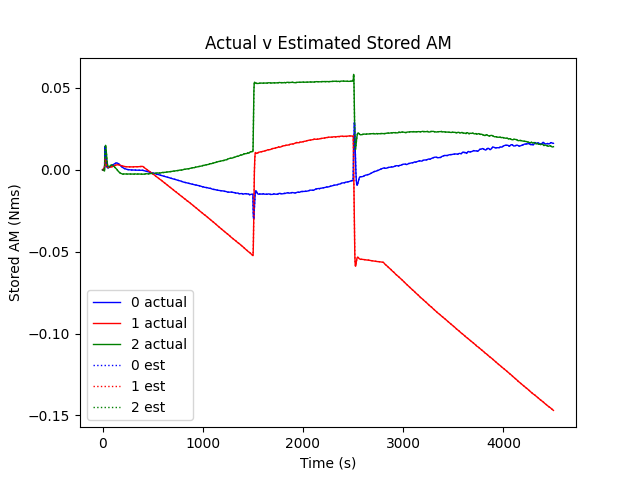 Actual v Estimated Stored AM
Stored AM (Nms)
0.05
0.00
−0.05
−0.10
−0.15
0 actual
1 actual
2 actual
0 est
1 est
2 est
0 1000 2000 3000 4000
Time (s)